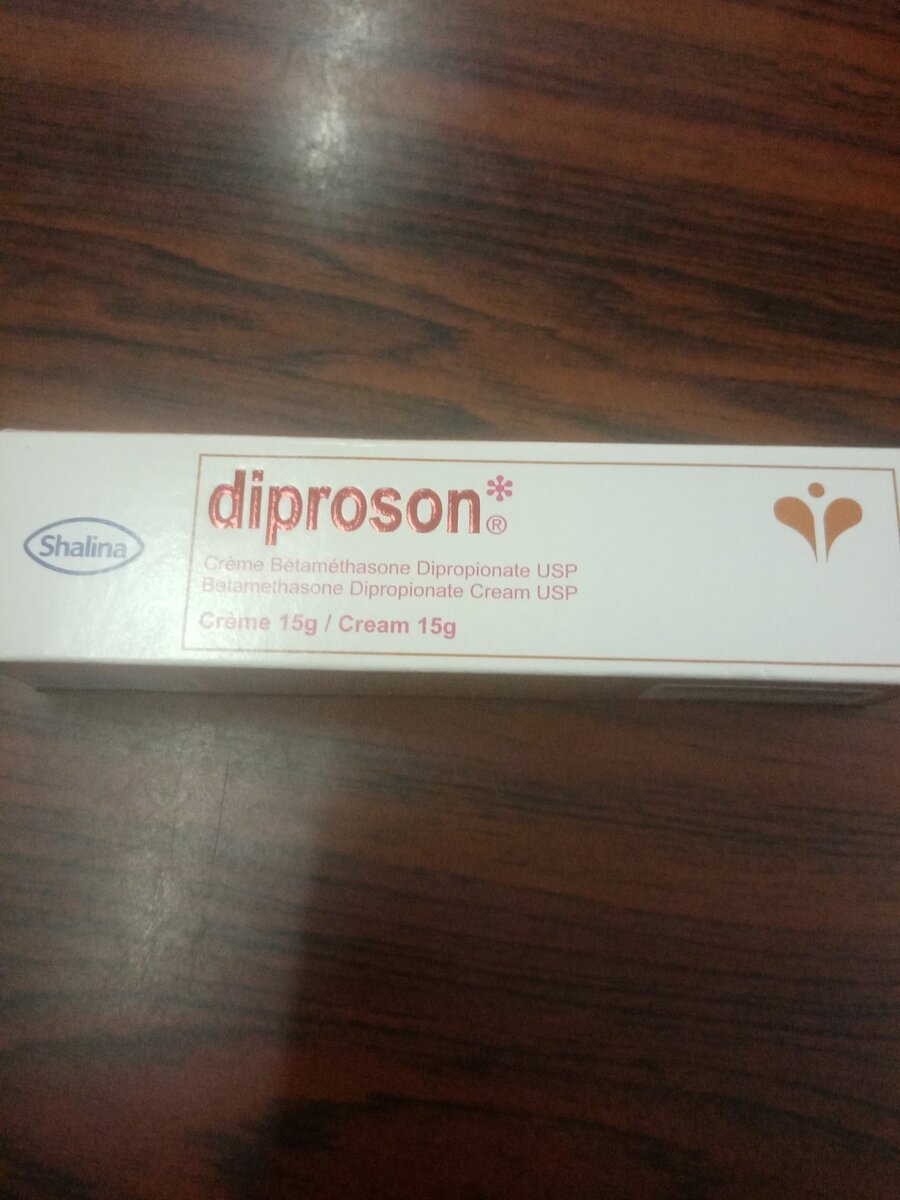 Shalina
diproson*®
Crème Bétaméthasone Dipropionate USP
Betamethasone Dipropionate Cream USP
Crème 15g / Cream 15g